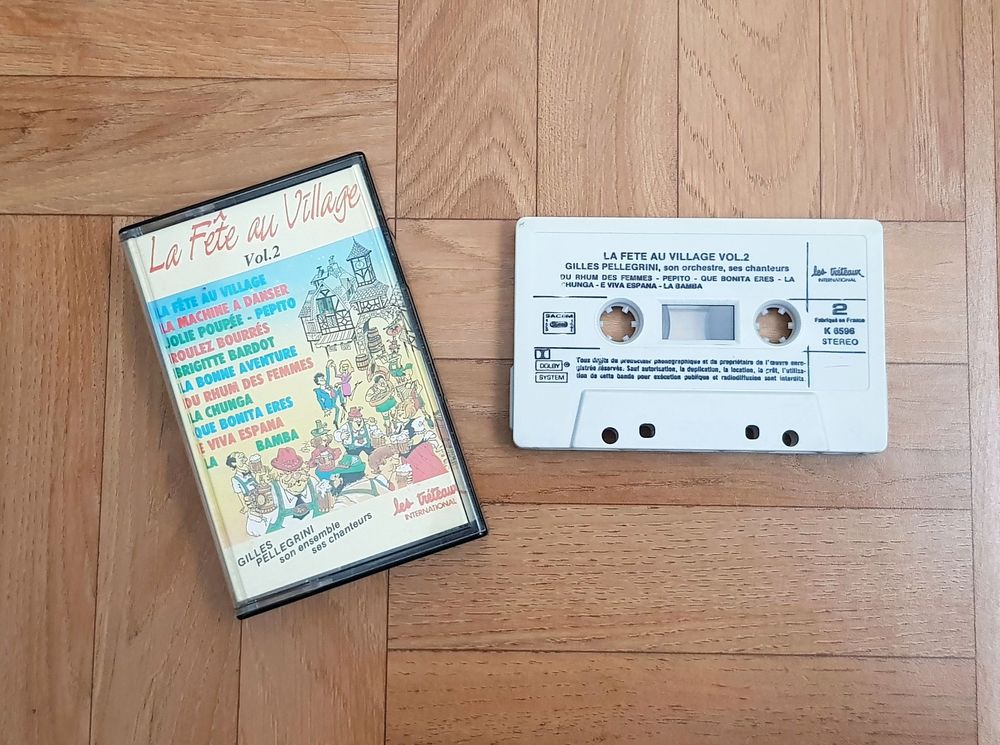 La Fête au Village
Vol.2
LA FÊTE AU VILLAGE
LA MACHINE A DANSER
JOLIE POUPÉE - PEPITO
ROULEZ BOURRÉS
BRIGITTE BARDOT
LA BONNE AVENTURE
DU RHUM DES FEMMES
LA CHUNGA
QUE BONITA ERES
E VIVA ESPANA
LA BAMBA
les tréteaux
INTERNATIONAL
GILLES
PELLEGRINI
son ensemble
ses chanteurs
LA FETE AU VILLAGE VOL.2
GILLES PELLEGRINI, son orchestre, ses chanteurs
DU RHUM DES FEMMES - PEPITO - QUE BONITA ERES - LA
CHUNGA - E VIVA ESPANA - LA BAMBA
les tréteaux
INTERNATIONAL
SACEM
2
Fabriqué en France
K 6596
STEREO
DOLBY
SYSTEM
Tous droits du producteur phonographique et du propriétaire de l'œuvre enre-
gistrée réservés. Sauf autorisation, la duplication, la location, le prêt, l'utilisa-
tion de cette bande pour exécution publique et radiodiffusion sont interdits.